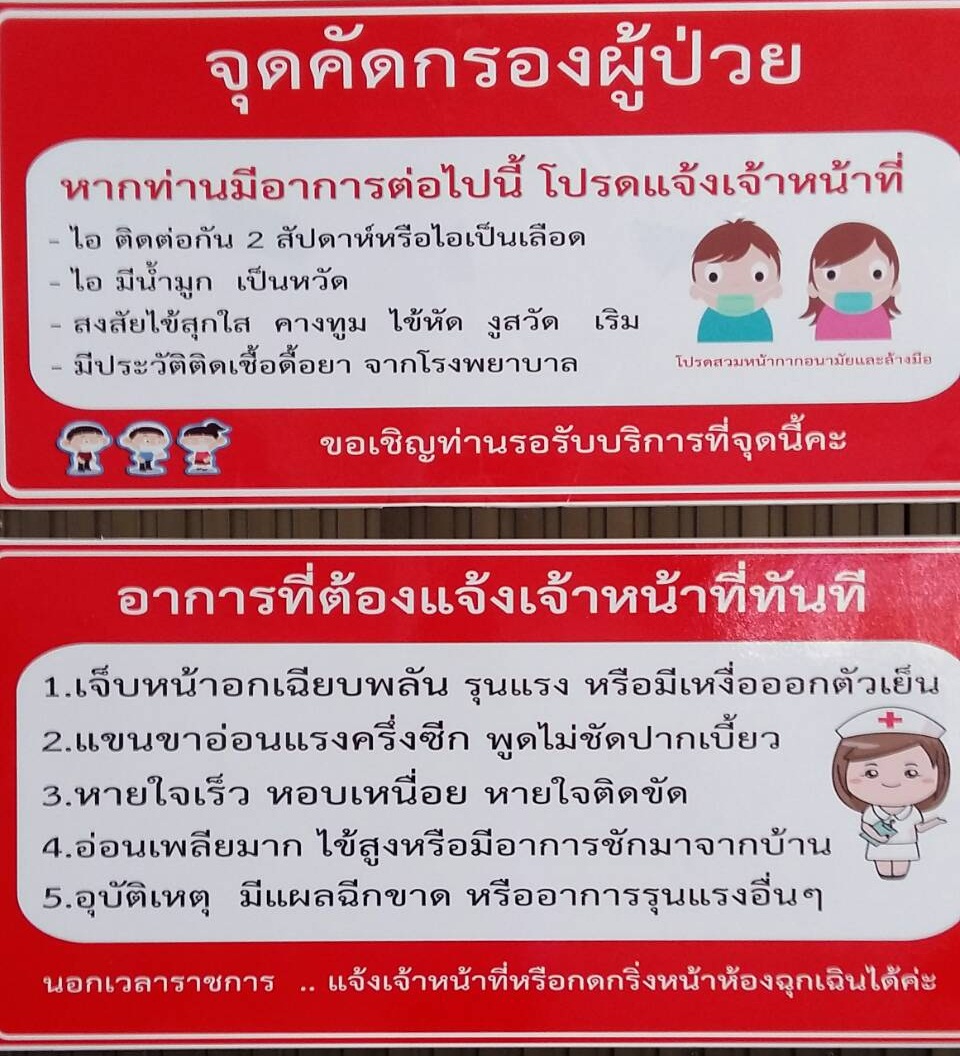 จุดคัดกรองผู้ป่วย
หากท่านมีอาการต่อไปนี้ โปรดแจ้งเจ้าหน้าที่
- ไอ ติดต่อกัน 2 สัปดาห์หรือไอเป็นเลือด
- ไอ มีน้ำมูก เป็นหวัด
- สงสัยไข้สุกใส คางทูม ไข้หัด งูสวัด เริม
- มีประวัติติดเชื้อดื้อยา จากโรงพยาบาล
โปรดสวมหน้ากากอนามัยและล้างมือ
ขอเชิญท่านรอรับบริการที่จุดนี้คะ
อาการที่ต้องแจ้งเจ้าหน้าที่ทันที
1.เจ็บหน้าอกเฉียบพลัน รุนแรง หรือมีเหงื่อออกตัวเย็น
2.แขนขาอ่อนแรงครึ่งซีก พูดไม่ชัดปากเบี้ยว
3.หายใจเร็ว หอบเหนื่อย หายใจติดขัด
4.อ่อนเพลียมาก ไข้สูงหรือมีอาการชักมาจากบ้าน
5.อุบัติเหตุ มีแผลฉีกขาด หรืออาการรุนแรงอื่นๆ
นอกเวลาราชการ .. แจ้งเจ้าหน้าที่หรือกดกริ่งหน้าห้องฉุกเฉินได้ค่ะ